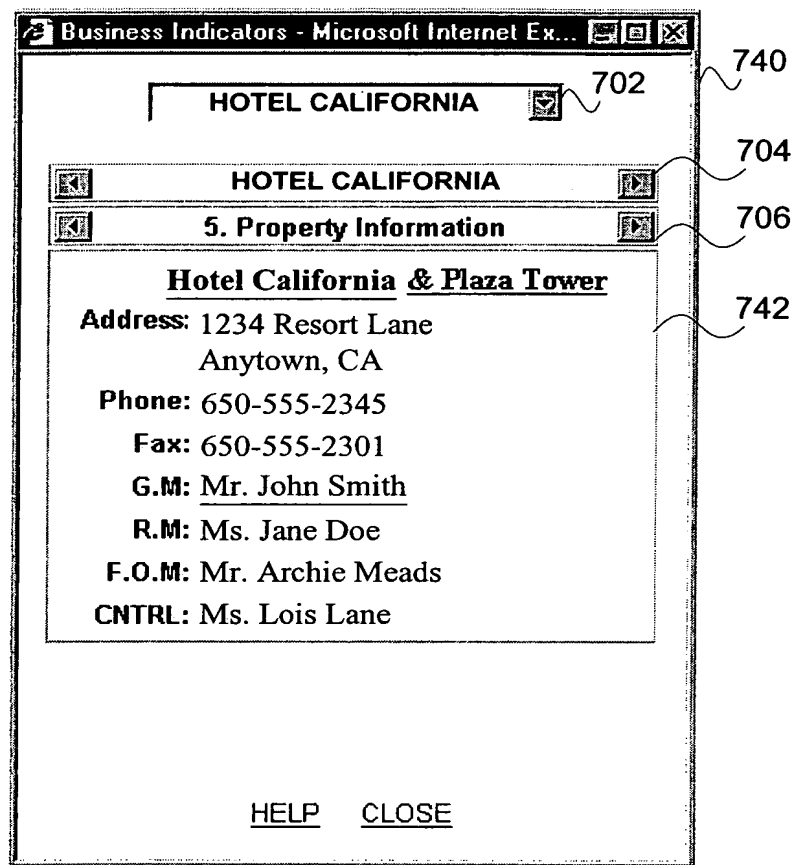 Business Indicators - Microsoft Internet Ex...
740
HOTEL CALIFORNIA
702
HOTEL CALIFORNIA
704
5. Property Information
706
Hotel California & Plaza Tower
742
Address: 1234 Resort Lane
Anytown, CA
Phone: 650-555-2345
Fax: 650-555-2301
G.M: Mr. John Smith
R.M: Ms. Jane Doe
F.O.M: Mr. Archie Meads
CNTRL: Ms. Lois Lane
HELP CLOSE